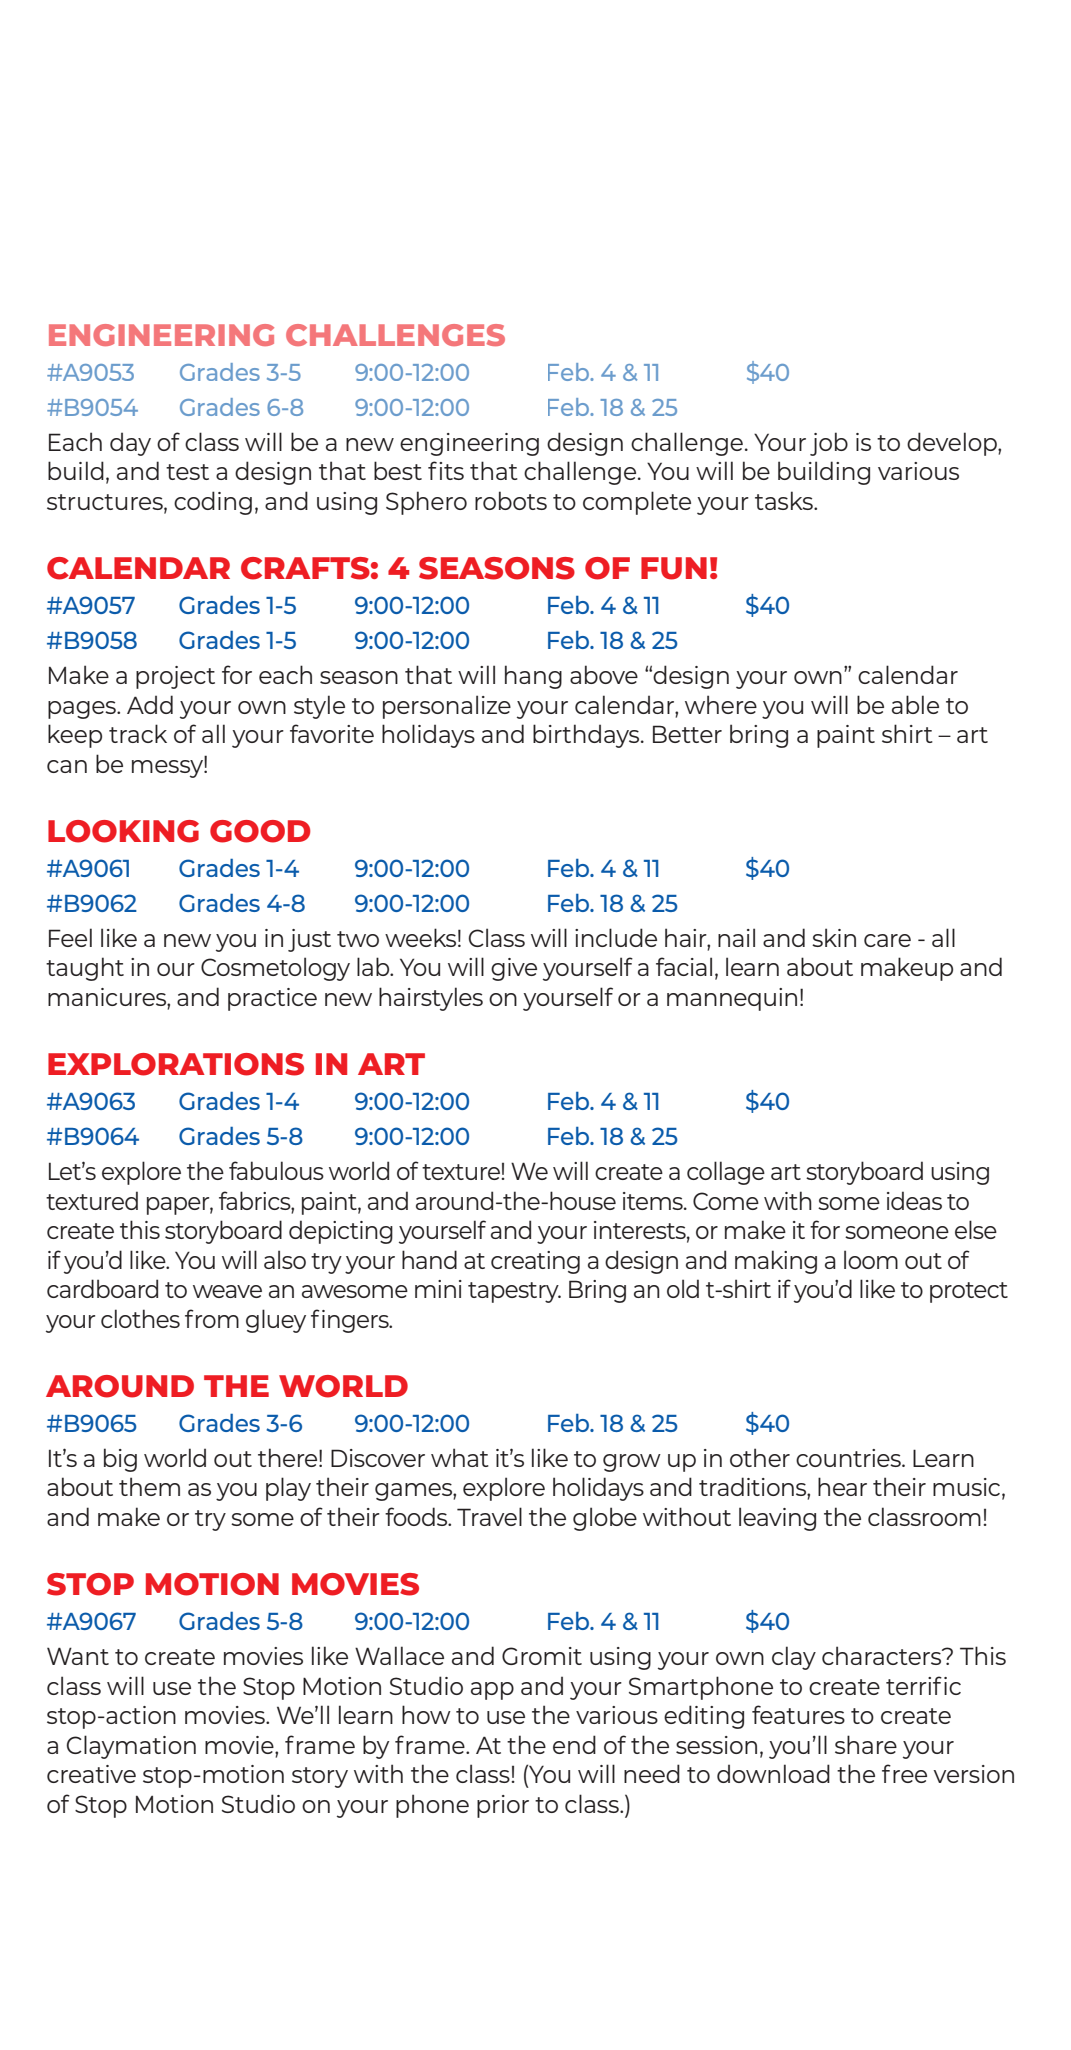 ENGINEERING CHALLENGES
#A9053 Grades 3-5 9:00-12:00 Feb. 4 & 11 $40
#B9054 Grades 6-8 9:00-12:00 Feb. 18 & 25
Each day of class will be a new engineering design challenge. Your job is to develop,
build, and test a design that best fits that challenge. You will be building various
structures, coding, and using Sphero robots to complete your tasks.
CALENDAR CRAFTS: 4 SEASONS OF FUN!
#A9057 Grades 1-5 9:00-12:00 Feb. 4 & 11 $40
#B9058 Grades 1-5 9:00-12:00 Feb. 18 & 25
Make a project for each season that will hang above “design your own” calendar
pages. Add your own style to personalize your calendar, where you will be able to
keep track of all your favorite holidays and birthdays. Better bring a paint shirt – art
can be messy!
LOOKING GOOD
#A9061 Grades 1-4 9:00-12:00 Feb. 4 & 11 $40
#B9062 Grades 4-8 9:00-12:00 Feb. 18 & 25
Feel like a new you in just two weeks! Class will include hair, nail and skin care - all
taught in our Cosmetology lab. You will give yourself a facial, learn about makeup and
manicures, and practice new hairstyles on yourself or a mannequin!
EXPLORATIONS IN ART
#A9063 Grades 1-4 9:00-12:00 Feb. 4 & 11 $40
#B9064 Grades 5-8 9:00-12:00 Feb. 18 & 25
Let’s explore the fabulous world of texture! We will create a collage art storyboard using
textured paper, fabrics, paint, and around-the-house items. Come with some ideas to
create this storyboard depicting yourself and your interests, or make it for someone else
if you’d like. You will also try your hand at creating a design and making a loom out of
cardboard to weave an awesome mini tapestry. Bring an old t-shirt if you’d like to protect
your clothes from gluey fingers.
AROUND THE WORLD
#B9065 Grades 3-6 9:00-12:00 Feb. 18 & 25 $40
It’s a big world out there! Discover what it’s like to grow up in other countries. Learn
about them as you play their games, explore holidays and traditions, hear their music,
and make or try some of their foods. Travel the globe without leaving the classroom!
STOP MOTION MOVIES
#A9067 Grades 5-8 9:00-12:00 Feb. 4 & 11 $40
Want to create movies like Wallace and Gromit using your own clay characters? This
class will use the Stop Motion Studio app and your Smartphone to create terrific
stop-action movies. We’ll learn how to use the various editing features to create
a Claymation movie, frame by frame. At the end of the session, you’ll share your
creative stop-motion story with the class! (You will need to download the free version
of Stop Motion Studio on your phone prior to class.)